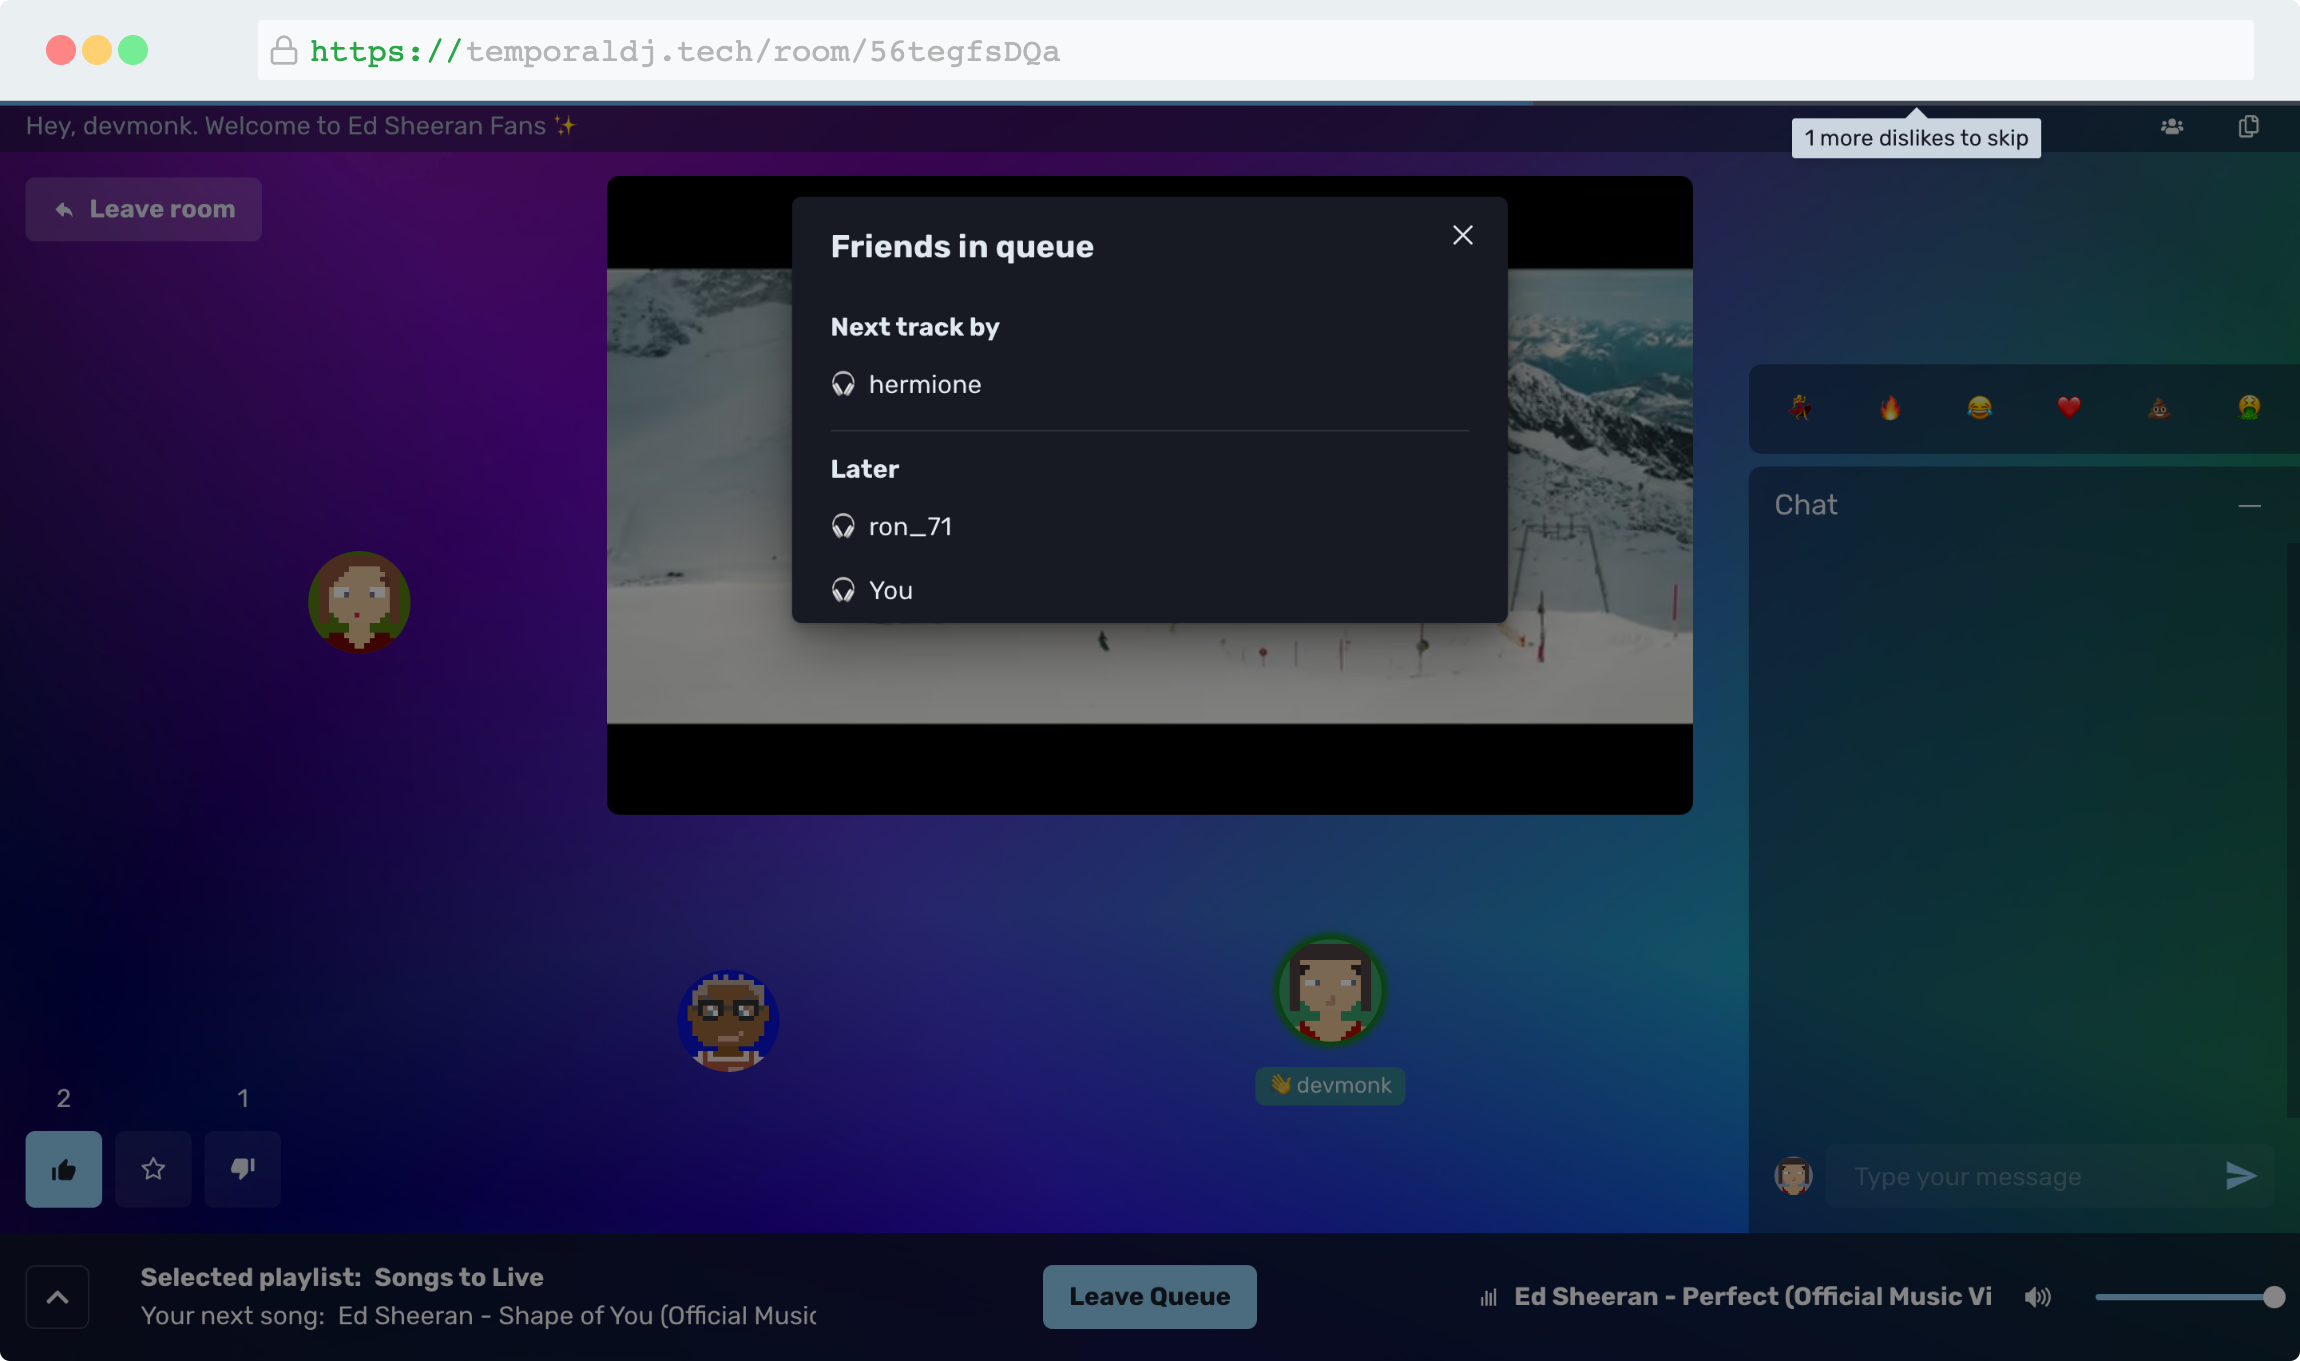 https://temporaldj.tech/room/56tegfsDQa
Hey, devmonk. Welcome to Ed Sheeran Fans ✨
1 more dislikes to skip
Leave room
Friends in queue
Next track by
hermione
Later
ron_71
You
Chat
👋 devmonk
2
1
Type your message
Selected playlist: Songs to Live
Your next song: Ed Sheeran - Shape of You (Official Music
Leave Queue
Ed Sheeran - Perfect (Official Music Vi